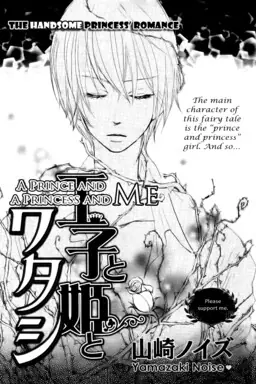 THE HANDSOME PRINCESS' ROMANCE
The main
character of
this fairy tale
is the "prince
and princess"
girl. And so...
A PRINCE AND
A PRINCESS AND ME
王子と
姫と
ワタシ
Please
support me.
山崎ノイズ
Yamazaki Noise ♥